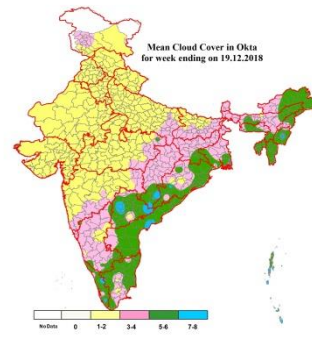 Mean Cloud Cover in Okta
for week ending on 19.12.2018
No Data 0 1-2 3-4 5-6 7-8